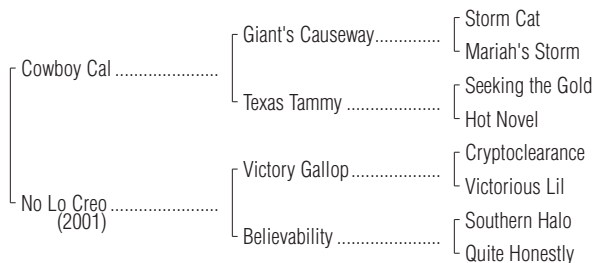 Storm Cat
Giant's Causeway..............
Mariah's Storm
Cowboy Cal ......................
Seeking the Gold
Texas Tammy ....................
Hot Novel
Cryptoclearance
Victory Gallop...................
Victorious Lil
No Lo Creo.......................
(2001)
Southern Halo
Believability ......................
Quite Honestly